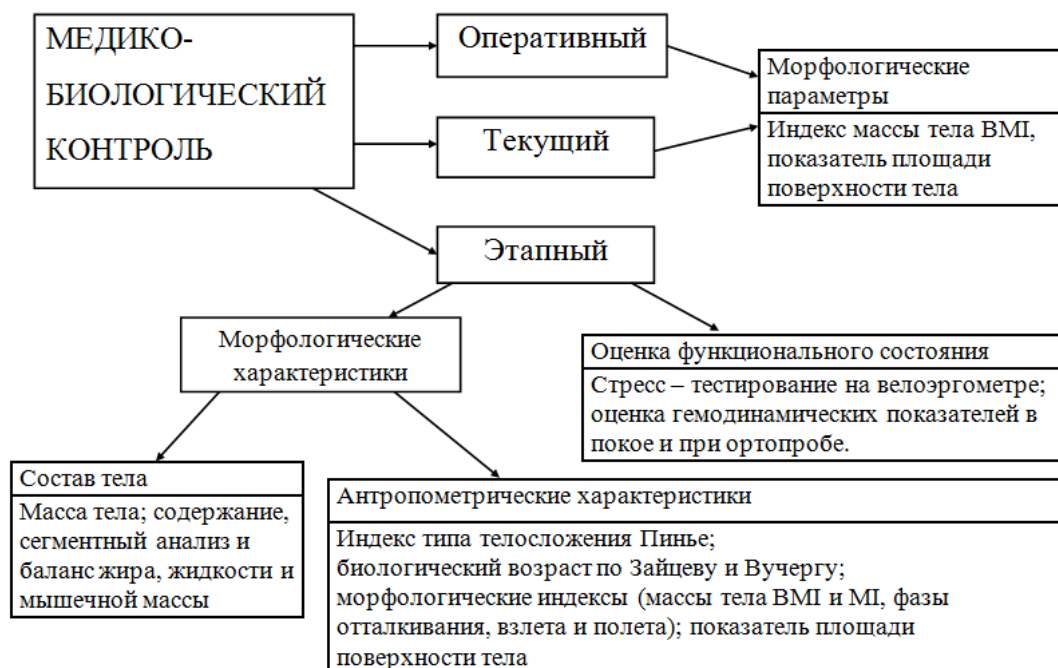 МЕДИКО-
БИОЛОГИЧЕСКИЙ
КОНТРОЛЬ
Оперативный
Текущий
Морфологические
параметры
Индекс массы тела BMI,
показатель площади
поверхности тела
Этапный
Морфологические
характеристики
Оценка функционального состояния
Стресс – тестирование на велоэргометре;
оценка гемодинамических показателей в
покое и при ортопробе.
Состав тела
Масса тела; содержание,
сегментный анализ и
баланс жира, жидкости и
мышечной массы
Антропометрические характеристики
Индекс типа телосложения Пинье;
биологический возраст по Зайцеву и Вучергу;
морфологические индексы (массы тела BMI и MI, фазы
отталкивания, взлета и полета); показатель площади
поверхности тела